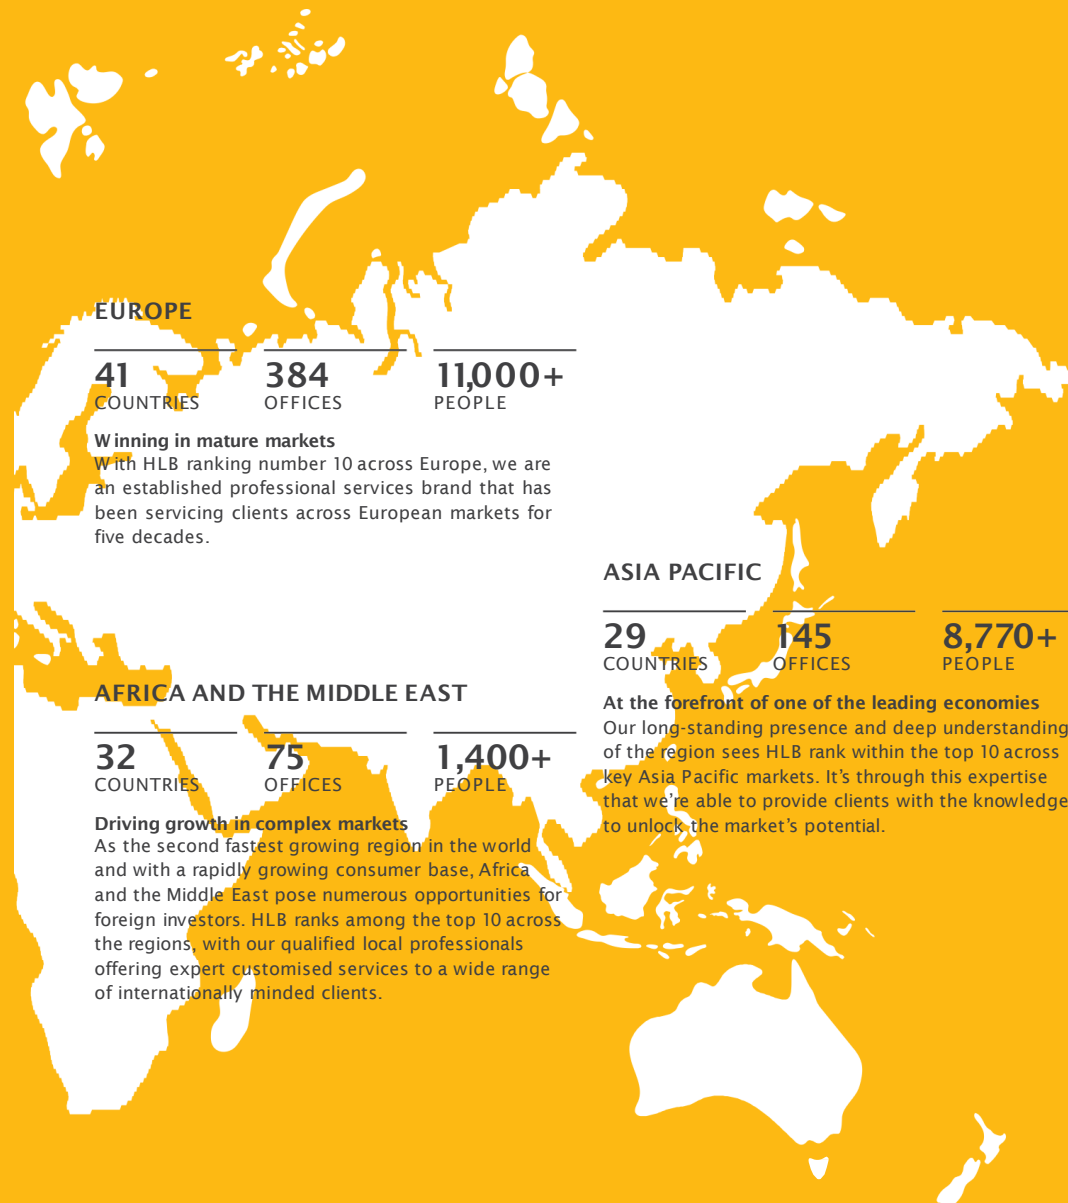 EUROPE
41 384 11,000+
COUNTRIES OFFICES PEOPLE
Winning in mature markets
With HLB ranking number 10 across Europe, we are
an established professional services brand that has
been servicing clients across European markets for
five decades.
ASIA PACIFIC
29 145 8,770+
COUNTRIES OFFICES PEOPLE
At the forefront of one of the leading economies
Our long-standing presence and deep understanding
of the region sees HLB rank within the top 10 across
key Asia Pacific markets. It’s through this expertise
that we’re able to provide clients with the knowledge
to unlock the market’s potential.
AFRICA AND THE MIDDLE EAST
32 75 1,400+
COUNTRIES OFFICES PEOPLE
Driving growth in complex markets
As the second fastest growing region in the world
and with a rapidly growing consumer base, Africa
and the Middle East pose numerous opportunities for
foreign investors. HLB ranks among the top 10 across
the regions, with our qualified local professionals
offering expert customised services to a wide range
of internationally minded clients.